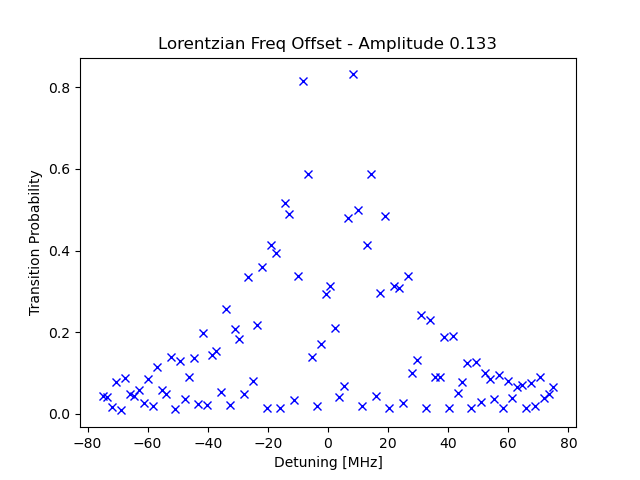 Lorentzian Freq Offset - Amplitude 0.133
Transition Probability
0.8
0.6
0.4
0.2
0.0
−80 −60 −40 −20 0 20 40 60 80
Detuning [MHz]